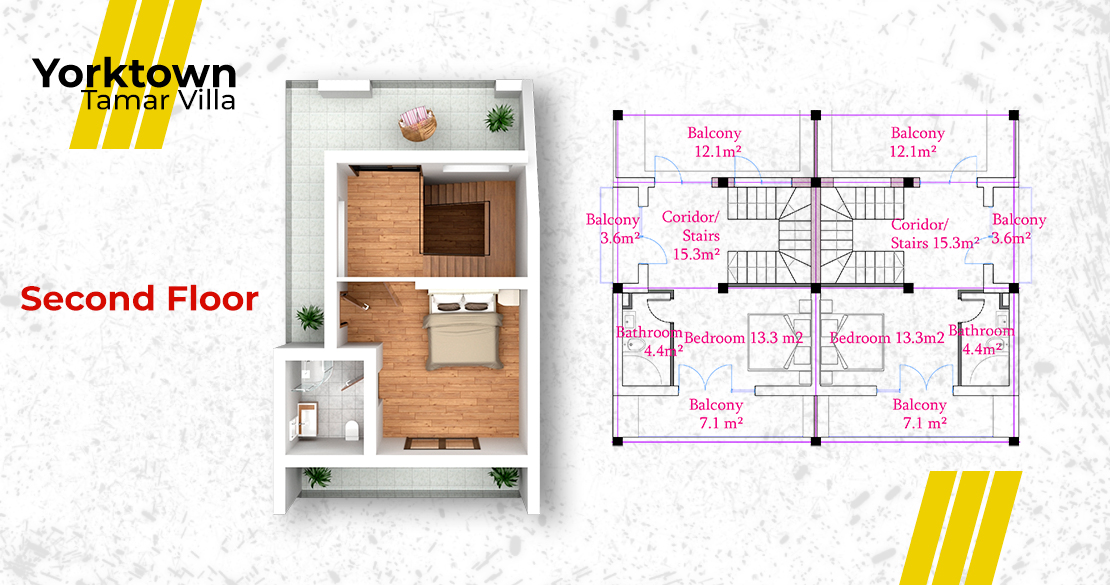 Yorktown
Tamar Villa
Second Floor
Balcony
12.1m²
Balcony
12.1m²
Balcony
3.6m²
Coridor/
Stairs
15.3m²
Coridor/
Stairs 15.3m²
Balcony
3.6m²
Bathroom
4.4m²
Bedroom 13.3 m2
Bedroom 13.3m2
Bathroom
4.4m²
Balcony
7.1 m²
Balcony
7.1 m²